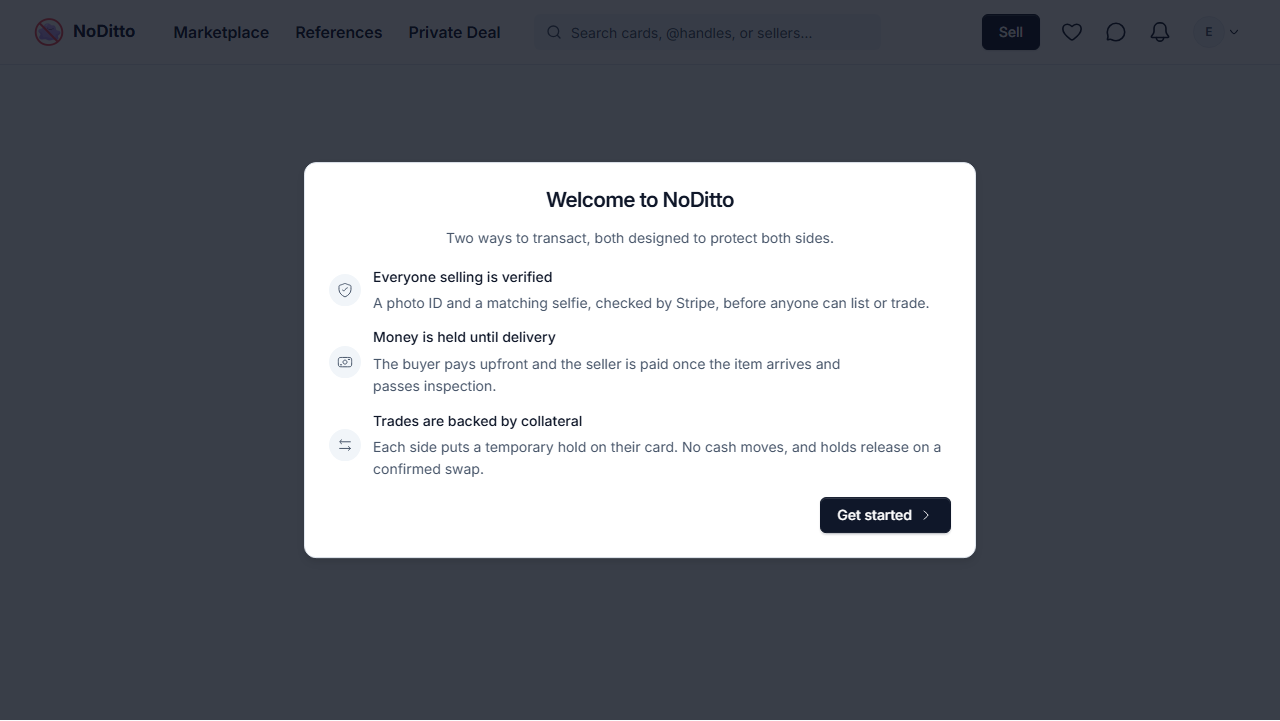 NoDitto
Marketplace
References
Private Deal
Search cards, @handles, or sellers...
Sell
E
Welcome to NoDitto
Two ways to transact, both designed to protect both sides.
Everyone selling is verified
A photo ID and a matching selfie, checked by Stripe, before anyone can list or trade.
Money is held until delivery
The buyer pays upfront and the seller is paid once the item arrives and
passes inspection.
Trades are backed by collateral
Each side puts a temporary hold on their card. No cash moves, and holds release on a
confirmed swap.
Get started